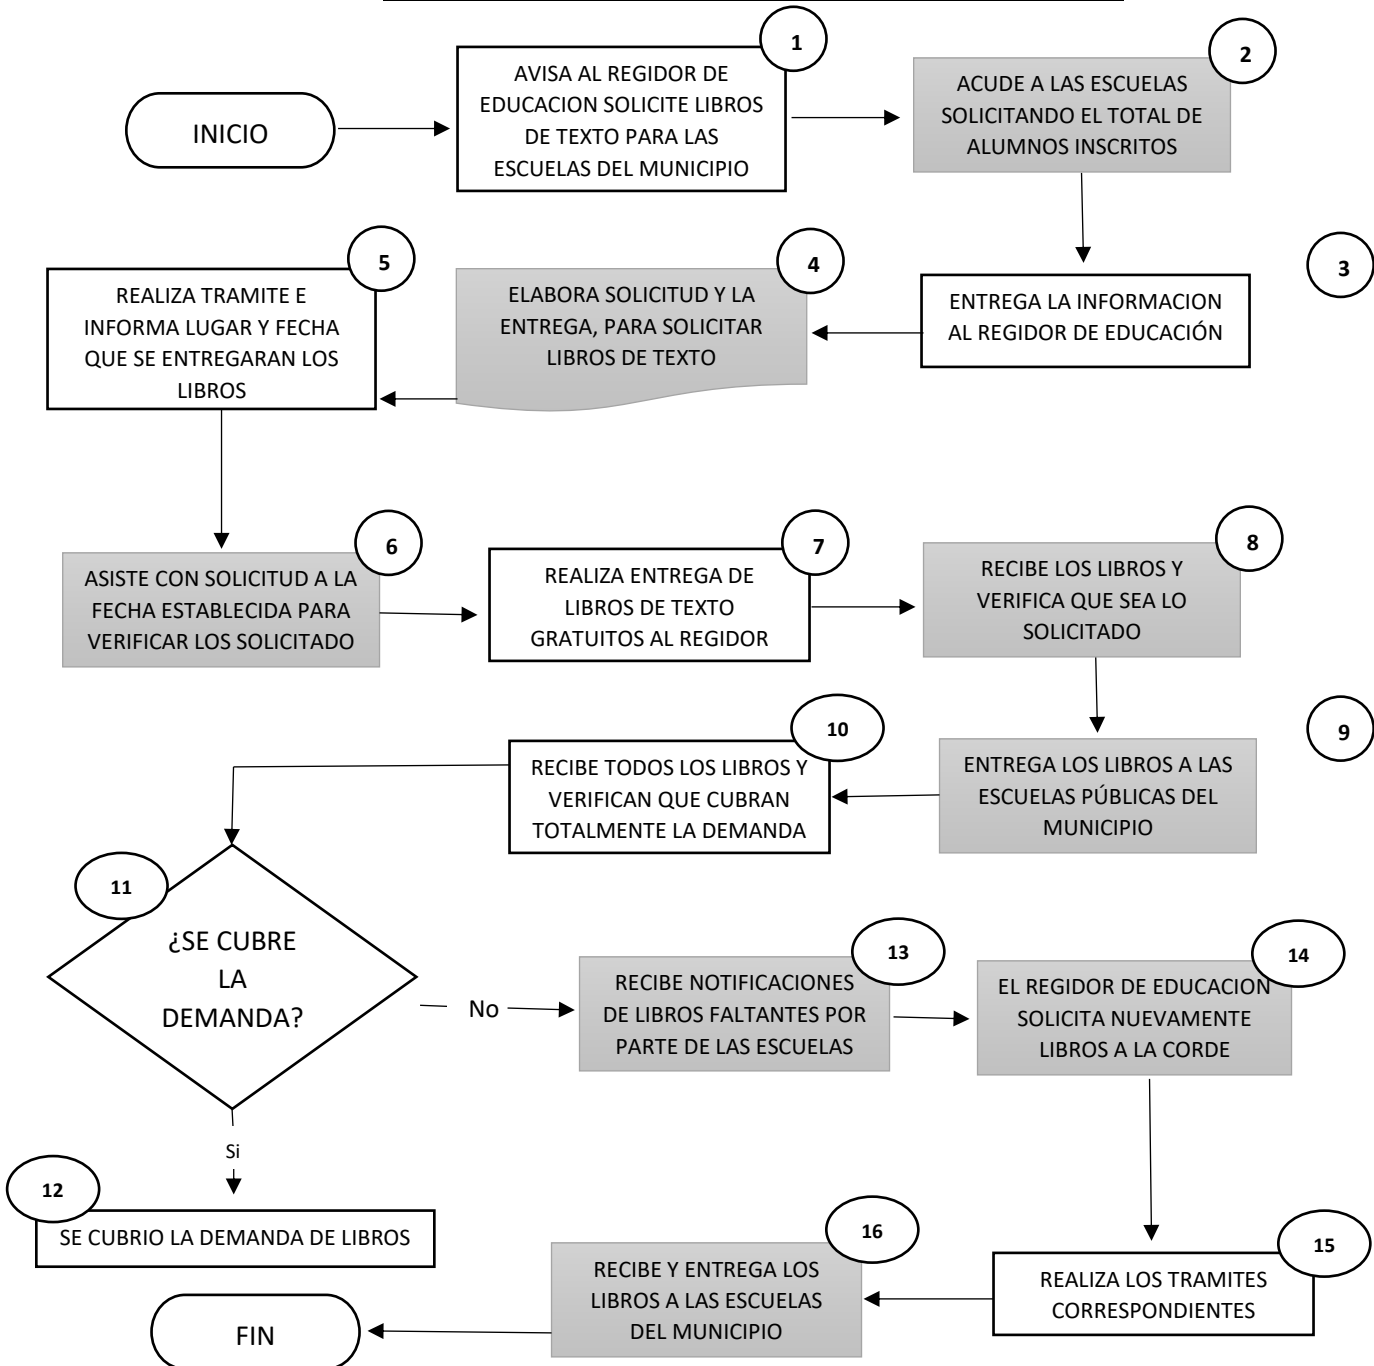 1
2
INICIO
AVISA AL REGIDOR DE
EDUCACION SOLICITE LIBROS
DE TEXTO PARA LAS
ESCUELAS DEL MUNICIPIO
ACUDE A LAS ESCUELAS
SOLICITANDO EL TOTAL DE
ALUMNOS INSCRITOS
3
ENTREGA LA INFORMACION
AL REGIDOR DE EDUCACIÓN
4
ELABORA SOLICITUD Y LA
ENTREGA, PARA SOLICITAR
LIBROS DE TEXTO
5
REALIZA TRAMITE E
INFORMA LUGAR Y FECHA
QUE SE ENTREGARAN LOS
LIBROS
6
ASISTE CON SOLICITUD A LA
FECHA ESTABLECIDA PARA
VERIFICAR LOS SOLICITADO
7
REALIZA ENTREGA DE
LIBROS DE TEXTO
GRATUITOS AL REGIDOR
8
RECIBE LOS LIBROS Y
VERIFICA QUE SEA LO
SOLICITADO
9
ENTREGA LOS LIBROS A LAS
ESCUELAS PÚBLICAS DEL
MUNICIPIO
10
RECIBE TODOS LOS LIBROS Y
VERIFICAN QUE CUBRAN
TOTALMENTE LA DEMANDA
11
¿SE CUBRE
LA
DEMANDA?
No
Si
12
SE CUBRIO LA DEMANDA DE LIBROS
13
RECIBE NOTIFICACIONES
DE LIBROS FALTANTES POR
PARTE DE LAS ESCUELAS
14
EL REGIDOR DE EDUCACION
SOLICITA NUEVAMENTE
LIBROS A LA CORDE
15
REALIZA LOS TRAMITES
CORRESPONDIENTES
16
RECIBE Y ENTREGA LOS
LIBROS A LAS ESCUELAS
DEL MUNICIPIO
FIN